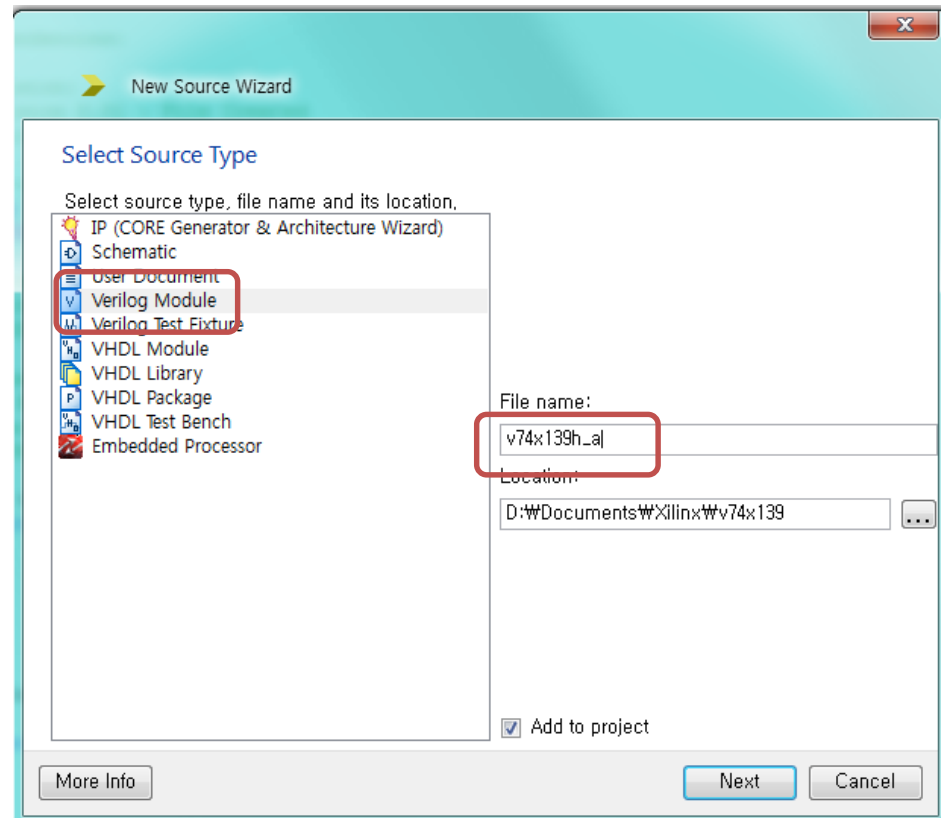 New Source Wizard
Select Source Type
Select source type, file name and its location,
IP (CORE Generator & Architecture Wizard)
Schematic
User Document
Verilog Module
Verilog Test Fixture
VHDL Module
VHDL Library
VHDL Package
VHDL Test Bench
Embedded Processor
File name:
v74x139h_a
Location:
D:₩Documents₩Xilinx₩v74x139
...
Add to project
More Info
Next
Cancel